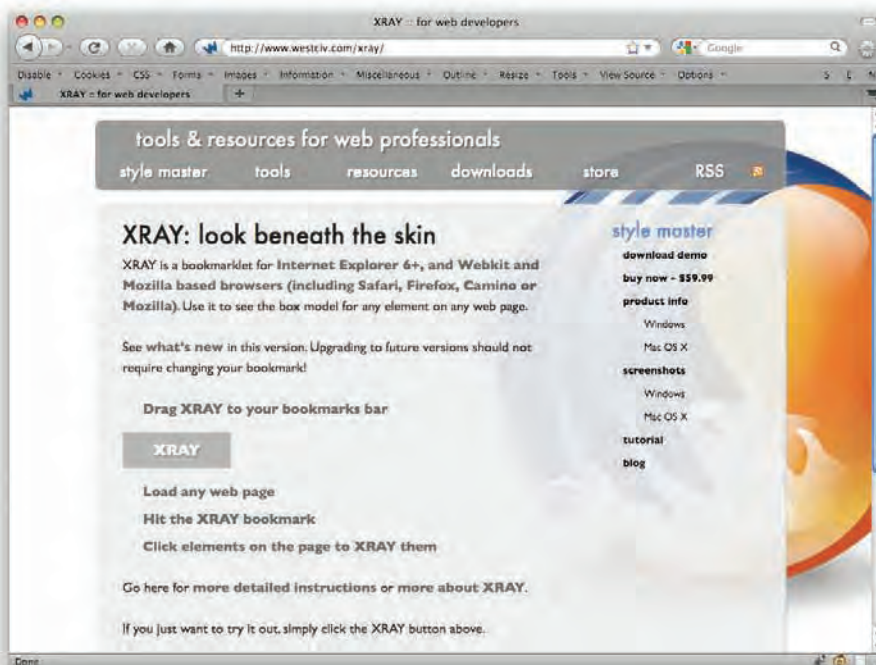 XRAY :: for web developers
http://www.westciv.com/xray/
Google
Disable Cookies CSS Forms Images Information Miscellaneous Outline Resize Tools View Source Options
XRAY :: for web developers +
tools & resources for web professionals
style master tools resources downloads store RSS
XRAY: look beneath the skin
XRAY is a bookmarklet for Internet Explorer 6+, and Webkit and
Mozilla based browsers (including Safari, Firefox, Camino or
Mozilla). Use it to see the box model for any element on any web page.
See what's new in this version. Upgrading to future versions should not
require changing your bookmark!
Drag XRAY to your bookmarks bar
XRAY
Load any web page
Hit the XRAY bookmark
Click elements on the page to XRAY them
Go here for more detailed instructions or more about XRAY.
If you just want to try it out, simply click the XRAY button above.
style master
download demo
buy now - $59.99
product info
Windows
Mac OS X
screenshots
Windows
Mac OS X
tutorial
blog
Done